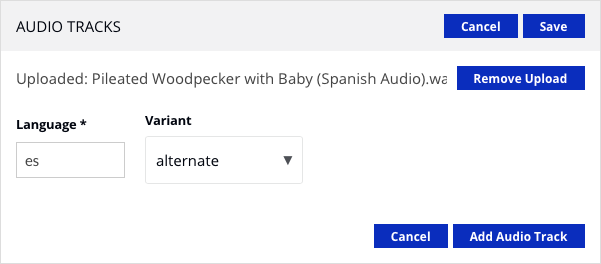 AUDIO TRACKS Cancel Save
Uploaded: Pileated Woodpecker with Baby (Spanish Audio).wa Remove Upload
Language * Variant
es alternate
Cancel Add Audio Track